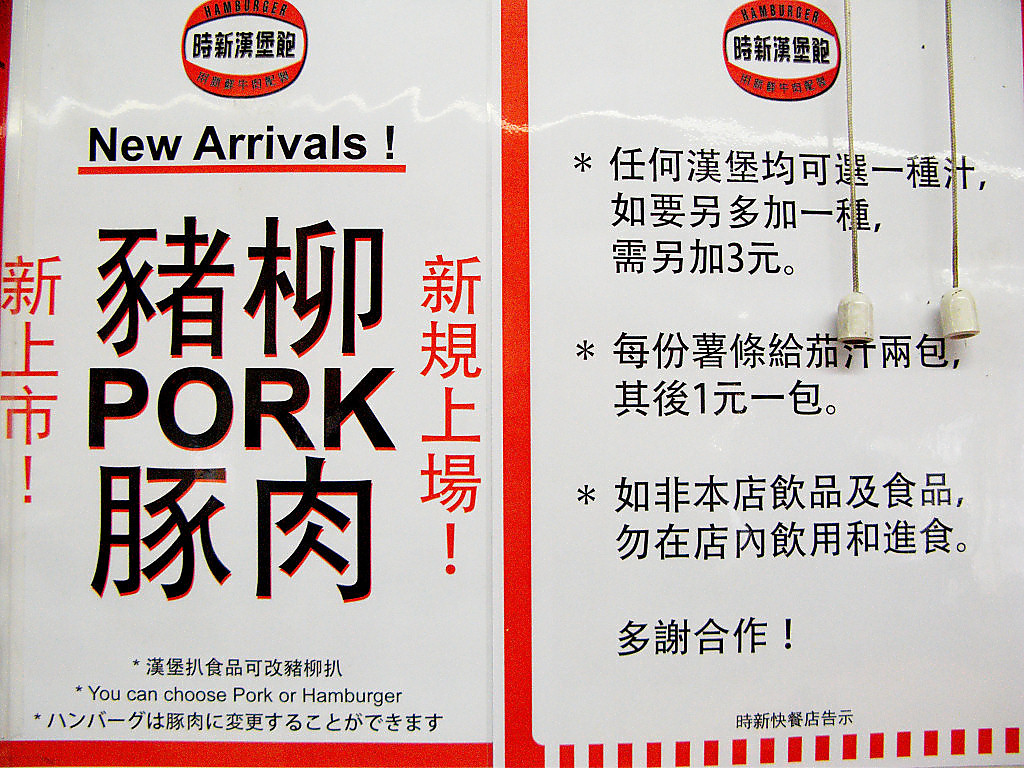 HAMBURGER
時新漢堡飽
New Arrivals !
新上市！
豬柳
PORK
豚肉
新規上場！
* 漢堡扒食品可改豬柳扒
* You can choose Pork or Hamburger
* ハンバーグは豚肉に変更することができます
HAMBURGER
時新漢堡飽
* 任何漢堡均可選一種汁,
如要另多加一種,
需另加3元。
* 每份薯條給茄汁兩包,
其後1元一包。
* 如非本店飲品及食品,
勿在店內飲用和進食。
多謝合作！
時新快餐店告示